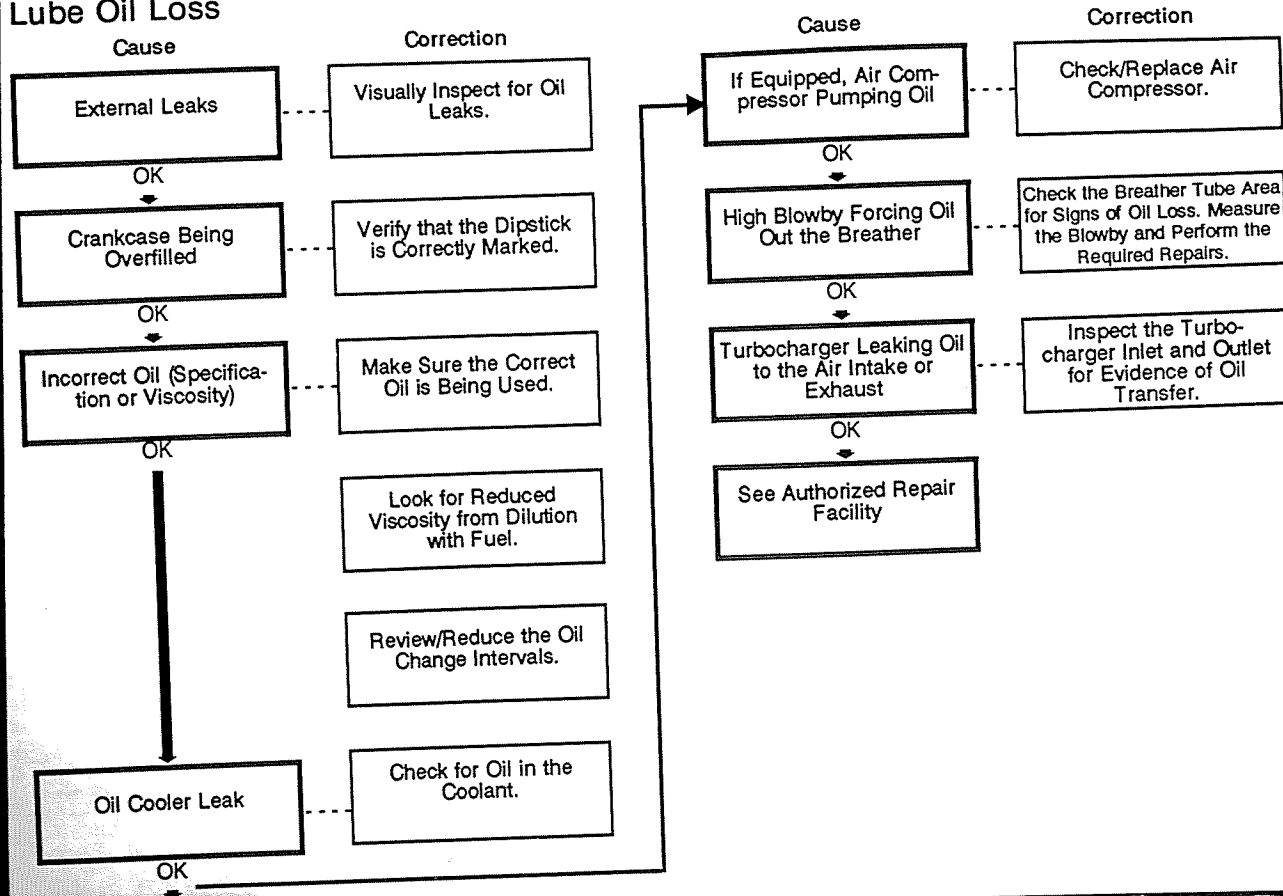 Lube Oil Loss
Cause
Correction
External Leaks
Visually Inspect for Oil
Leaks.
OK
Crankcase Being
Overfilled
Verify that the Dipstick
is Correctly Marked.
OK
Incorrect Oil (Specifica-
tion or Viscosity)
Make Sure the Correct
Oil is Being Used.
OK
Look for Reduced
Viscosity from Dilution
with Fuel.
Review/Reduce the Oil
Change Intervals.
Oil Cooler Leak
Check for Oil in the
Coolant.
OK
Cause
Correction
If Equipped, Air Com-
pressor Pumping Oil
Check/Replace Air
Compressor.
OK
High Blowby Forcing Oil
Out the Breather
Check the Breather Tube Area
for Signs of Oil Loss. Measure
the Blowby and Perform the
Required Repairs.
OK
Turbocharger Leaking Oil
to the Air Intake or
Exhaust
Inspect the Turbo-
charger Inlet and Outlet
for Evidence of Oil
Transfer.
OK
See Authorized Repair
Facility